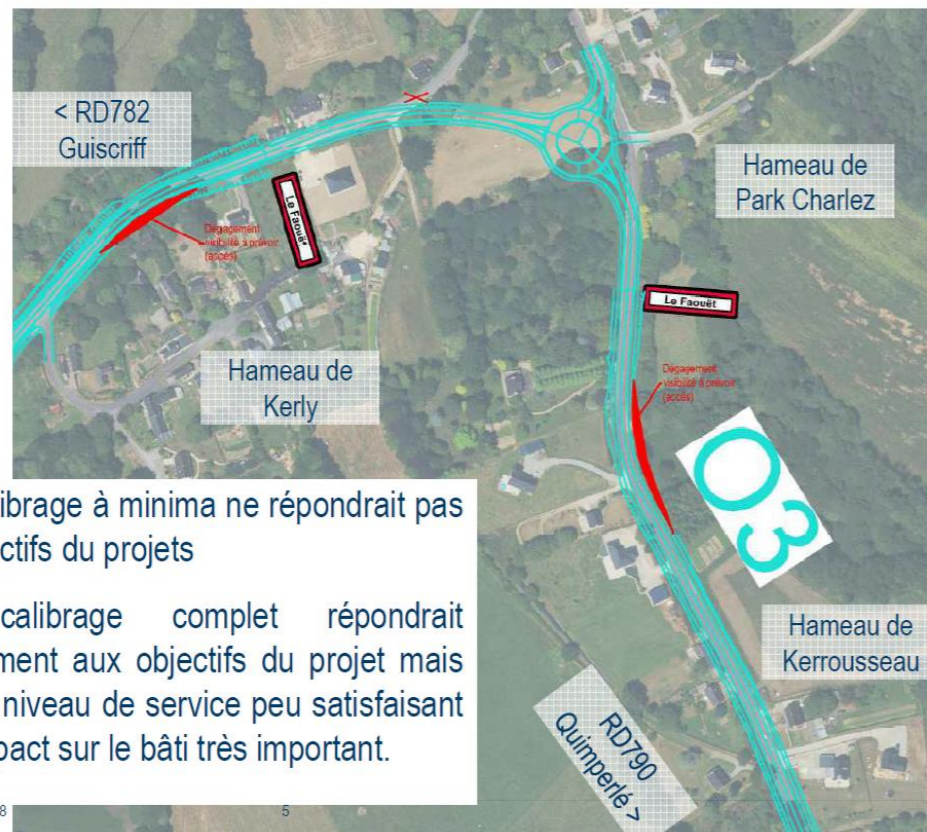 < RD782
Guiscriff
Hameau de
Park Charlez
Le Faouët
Dégagement
visibilité à prévoir
(accès)
Le Faouët
Hameau de
Kerly
Dégagement
visibilité à prévoir
(accès)
O3
Hameau de
Kerrousseau
RD790
Quimperlé >
ibrage à minima ne répondrait pas
ctifs du projets
calibrage complet répondrait
ment aux objectifs du projet mais
niveau de service peu satisfaisant
pact sur le bâti très important.
8
5